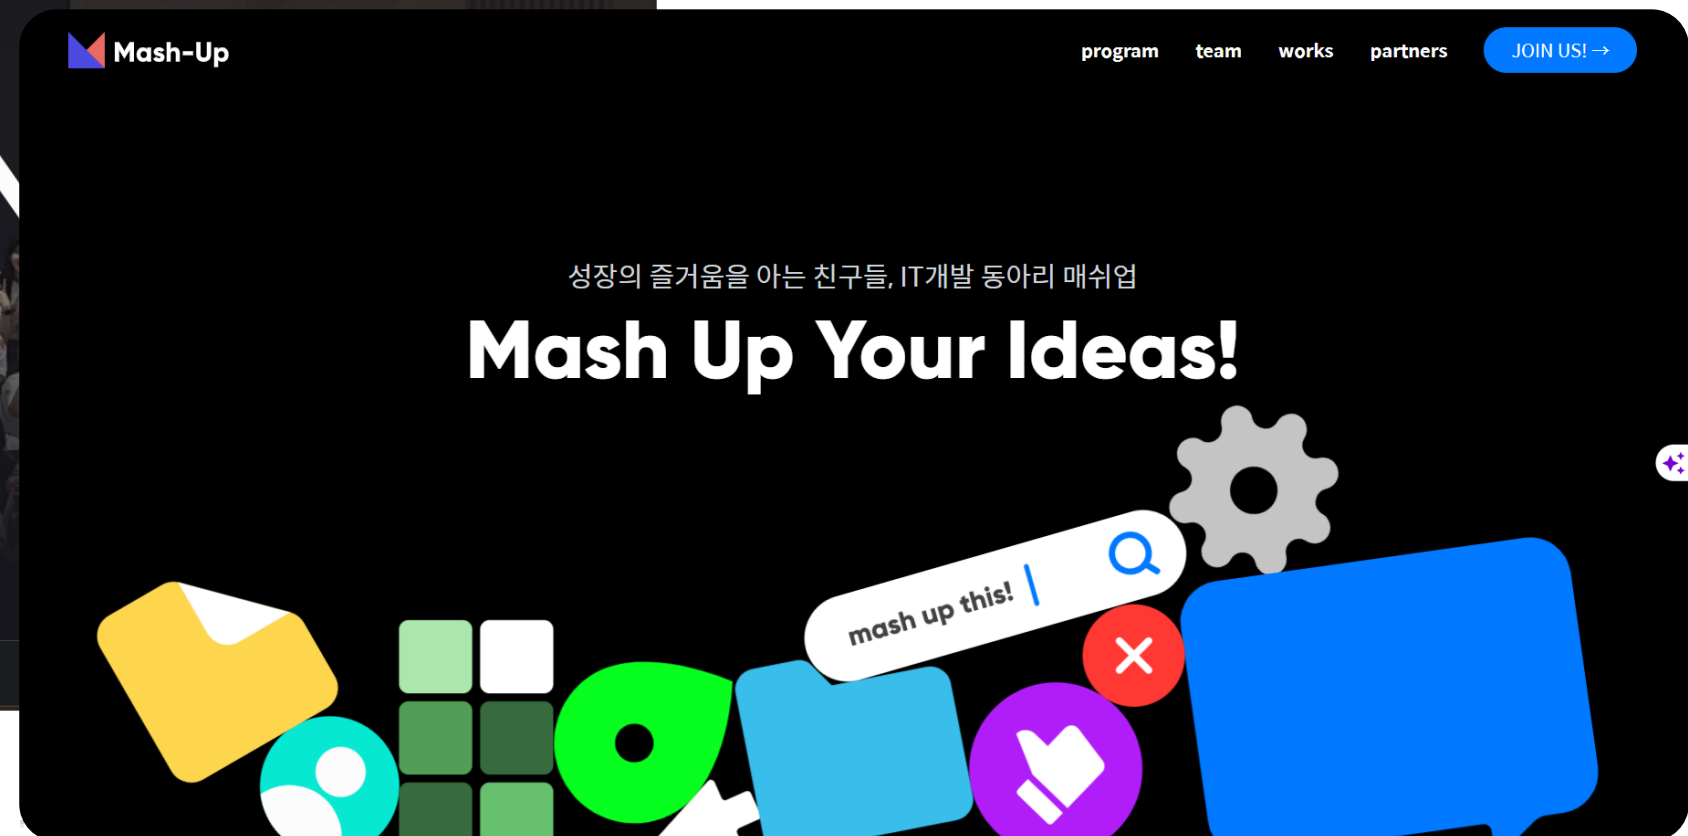 Mash-Up
program
team
works
partners
JOIN US! →
성장의 즐거움을 아는 친구들, IT개발 동아리 매쉬업
Mash Up Your Ideas!
mash up this!